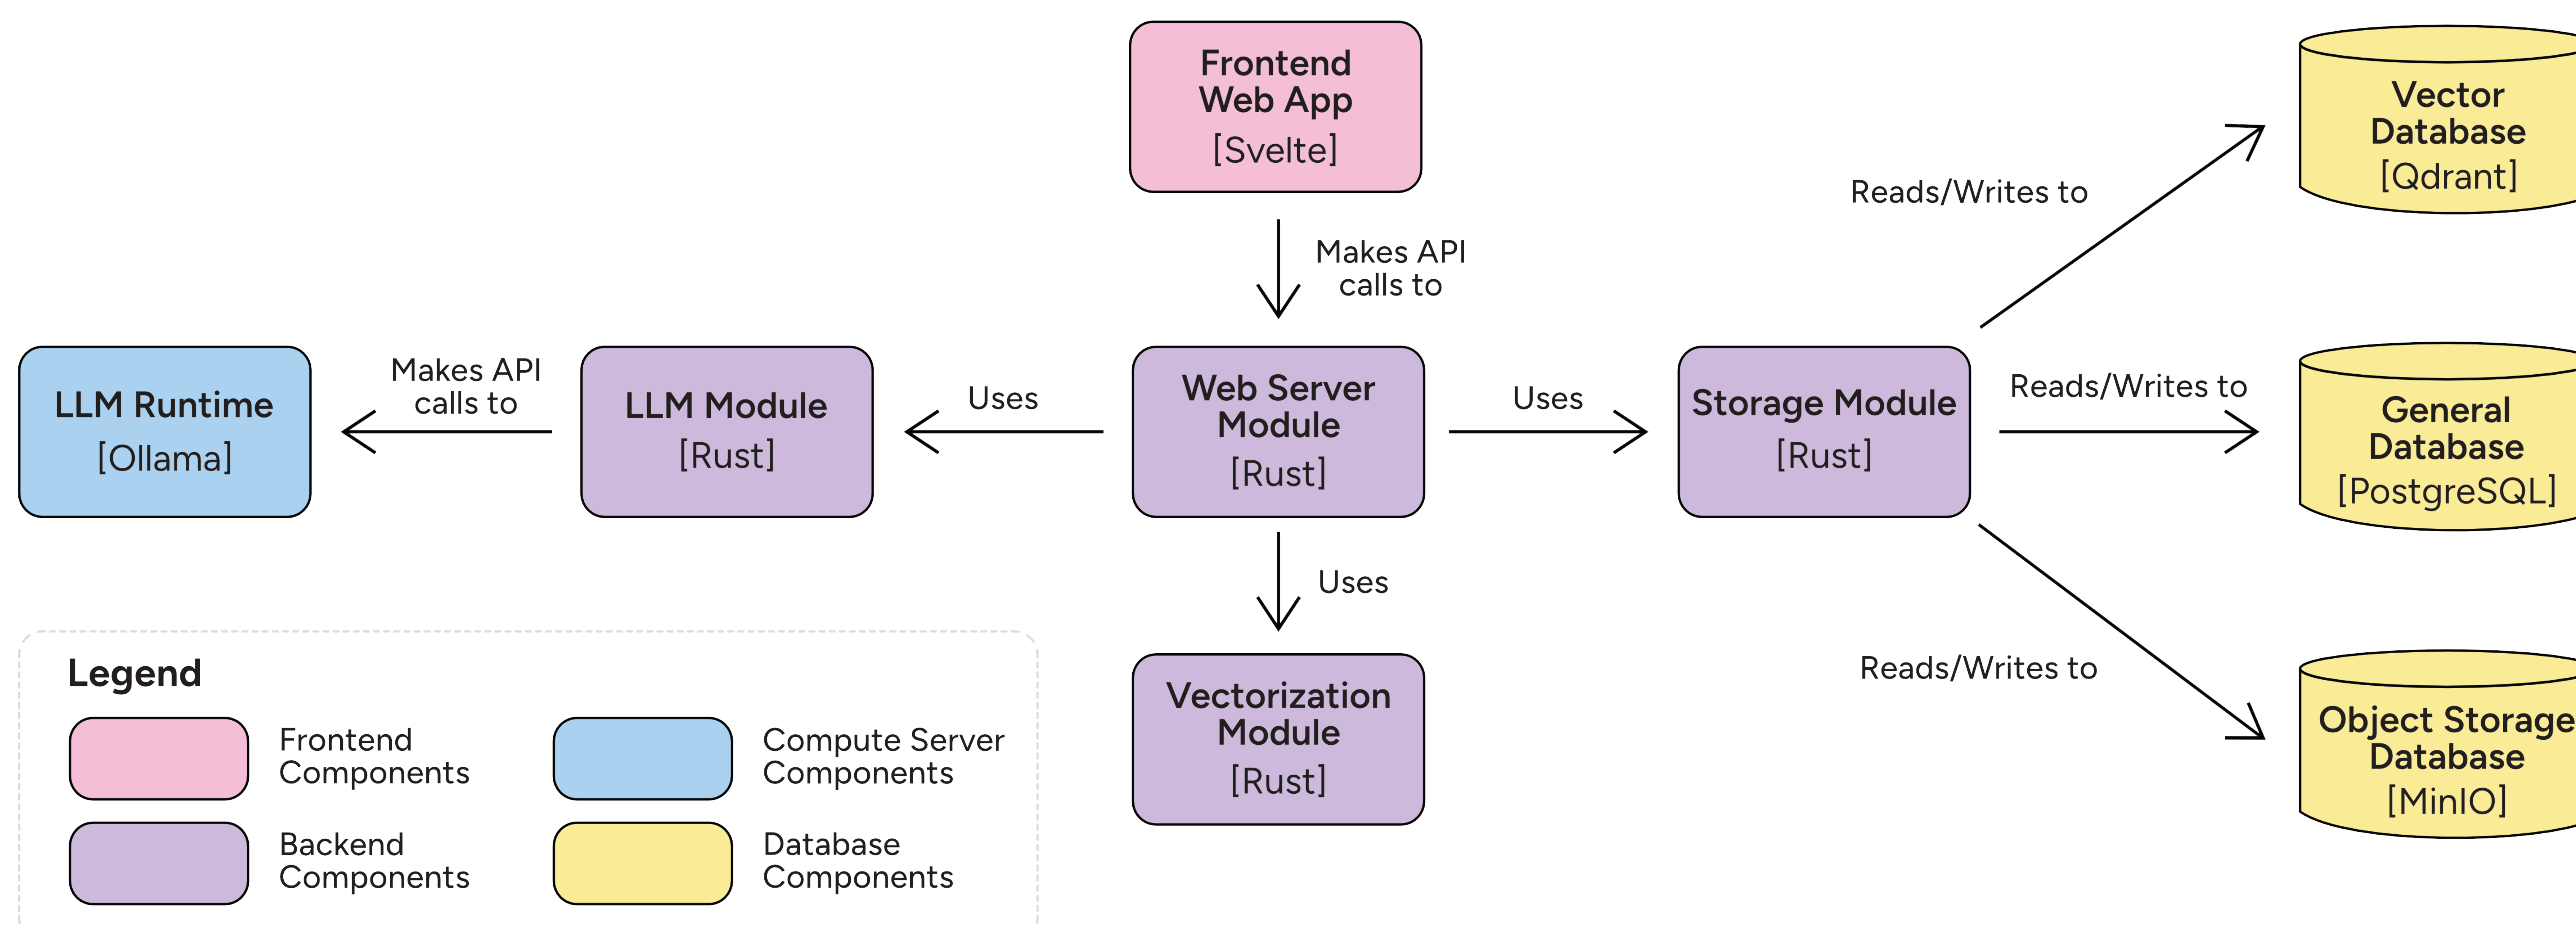 Frontend
Web App
[Svelte]
Makes API
calls to
Vector
Database
[Qdrant]
Reads/Writes to
LLM Runtime
[Ollama]
Makes API
calls to
LLM Module
[Rust]
Uses
Web Server
Module
[Rust]
Uses
Storage Module
[Rust]
Reads/Writes to
General
Database
[PostgreSQL]
Uses
Vectorization
Module
[Rust]
Reads/Writes to
Object Storage
Database
[MinIO]
Legend
Frontend
Components
Compute Server
Components
Backend
Components
Database
Components